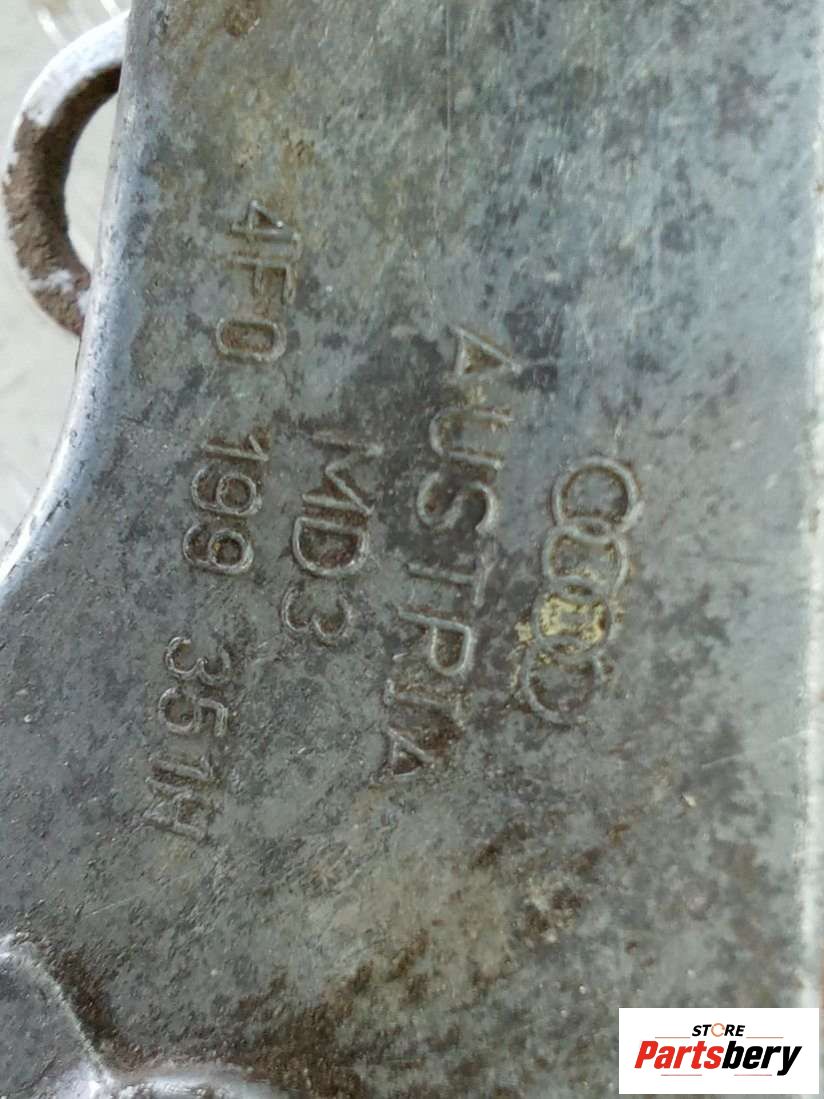 AUSTRIA
MD3
4F0 199 351H
STORE
Partsbery